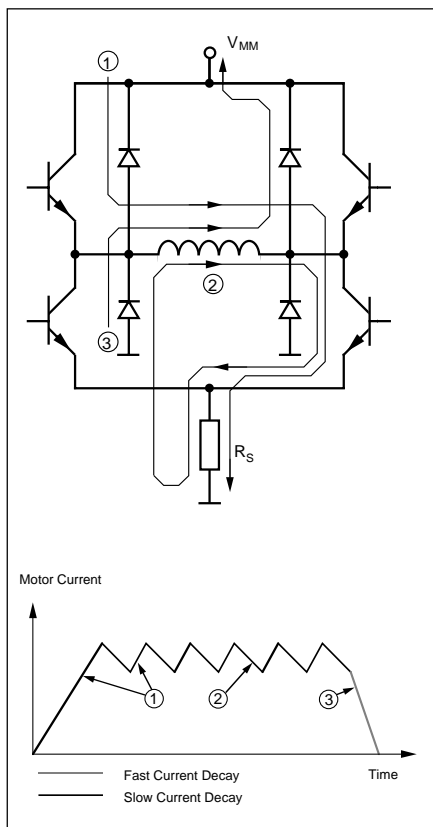 V_MM
①
②
③
R_S
Motor Current
① ② ③
Time
Fast Current Decay
Slow Current Decay